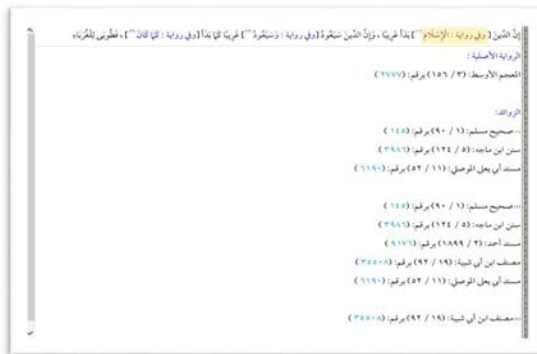 إِنَّ الدِّينَ [ وفي رواية : الْإِسْلَامَ ] بَدَأَ غَرِيبًا ، وَإِنَّ الدِّينَ سَيَعُودُ [وفي رواية : وَسَيَعُودُ ] غَرِيبًا كَمَا بَدَأَ [وفي رواية : كَمَا كَانَ ] ، فَطُوبَى لِلْغُرَبَاءِ
الرواية الأصلية :
المعجم الأوسط: (٣ / ١٥٦) برقم: (٢٧٧٧ )
الزوائد:
صحيح مسلم: (١ / ٩٠) برقم: (١٤٥ )
سنن ابن ماجه: (٥ / ١٢٤) برقم: (٣٩٨٦ )
مسند أبي يعلى الموصلي: (١١ / ٥٢) برقم: (٦١٩٠ )
صحيح مسلم: (١ / ٩٠) برقم: (١٤٥ )
سنن ابن ماجه: (٥ / ١٢٤) برقم: (٣٩٨٦ )
مسند أحمد: (٢ / ١٨٩٩) برقم: (٩١٧٦ )
مصنف ابن أبي شيبة: (١٩ / ٩٢) برقم: (٣٥٥٠٨ )
مسند أبي يعلى الموصلي: (١١ / ٥٢) برقم: (٦١٩٠ )
مصنف ابن أبي شيبة: (١٩ / ٩٢) برقم: (٣٥٥٠٨ )